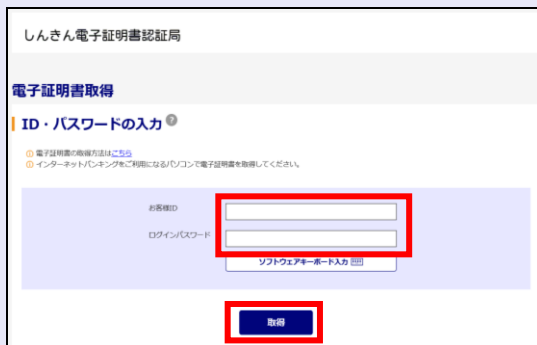 しんきん電子証明書認証局
電子証明書取得
ID・パスワードの入力 ?
① 電子証明書の取得方法はこちら
① インターネットバンキングをご利用になるパソコンで電子証明書を取得してください。
お客様ID
ログインパスワード
ソフトウェアキーボード入力
取得